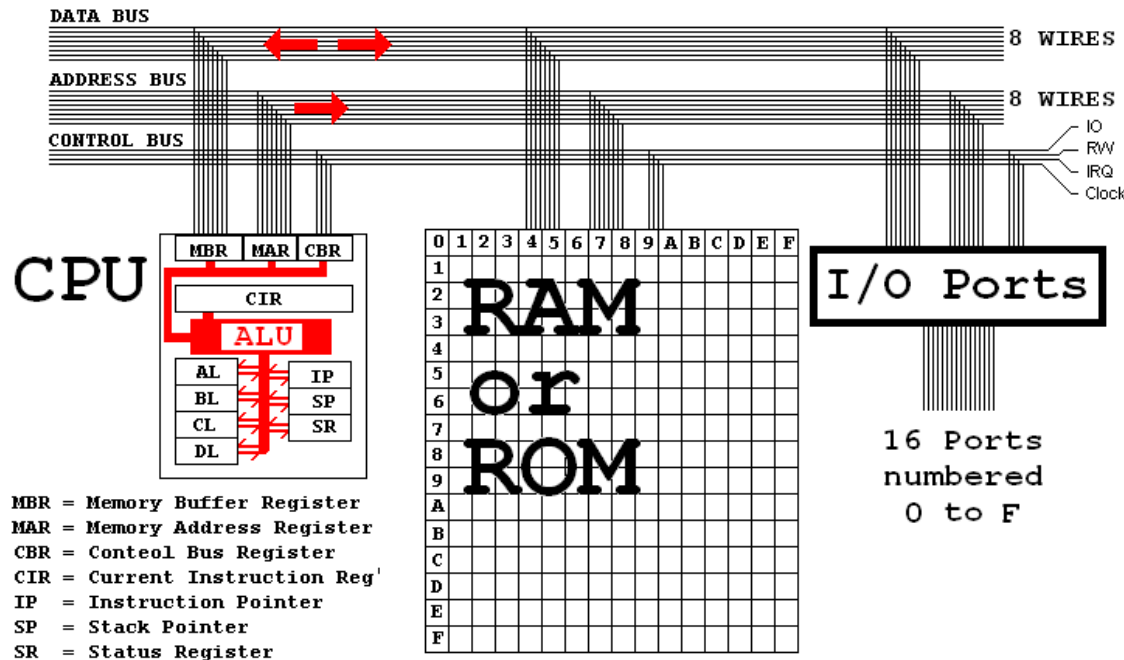 DATA BUS
8 WIRES
ADDRESS BUS
8 WIRES
CONTROL BUS
IO
RW
IRQ
Clock
CPU
MBR MAR CBR
CIR
ALU
AL
BL
CL
DL
IP
SP
SR
0 1 2 3 4 5 6 7 8 9 A B C D E F
1
2
3
4
5
6
7
8
9
A
B
C
D
E
F
RAM
or
ROM
I/O Ports
16 Ports
numbered
0 to F
MBR = Memory Buffer Register
MAR = Memory Address Register
CBR = Conteol Bus Register
CIR = Current Instruction Reg'
IP = Instruction Pointer
SP = Stack Pointer
SR = Status Register